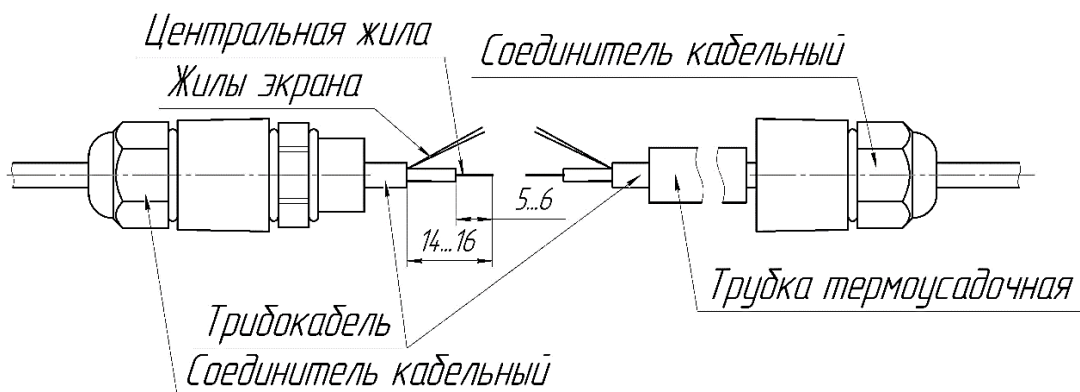 Центральная жила
Соединитель кабельный
Жилы экрана
5...6
14...16
Трубка термоусадочная
Трибокабель
Соединитель кабельный